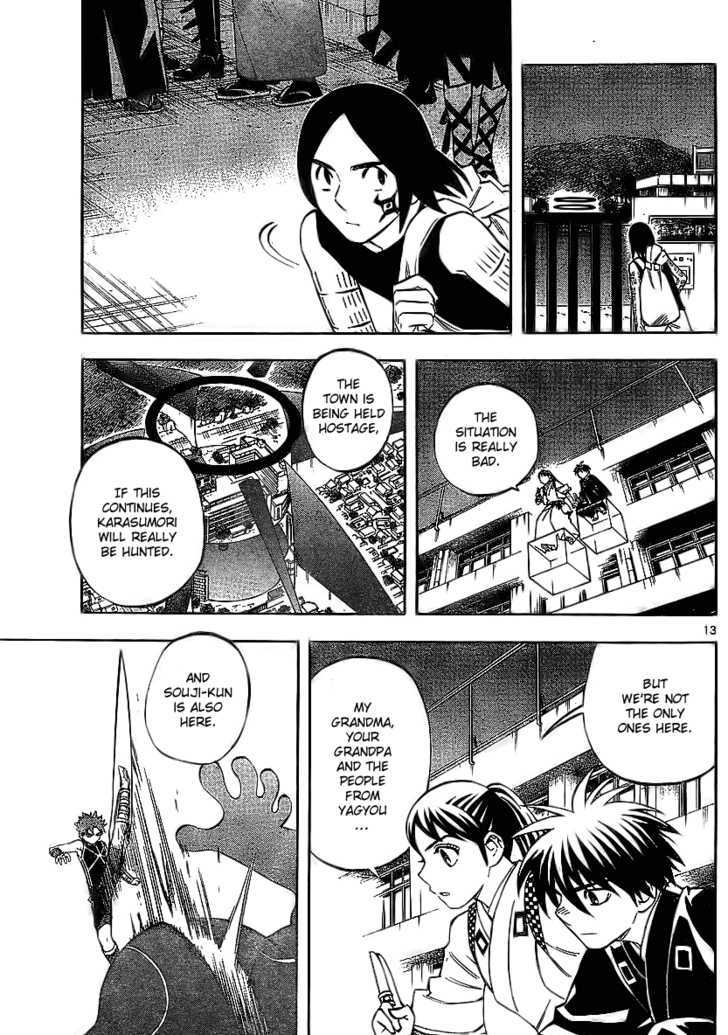 THE
SITUATION
IS REALLY
BAD.
THE
TOWN IS
BEING HELD
HOSTAGE,
IF THIS
CONTINUES,
KARASUMORI
WILL REALLY
BE HUNTED.
13
BUT
WE'RE NOT
THE ONLY
ONES HERE.
MY
GRANDMA,
YOUR
GRANDPA
AND THE
PEOPLE
FROM
YAGYOU
...
AND
SOUJI-KUN
IS ALSO
HERE.